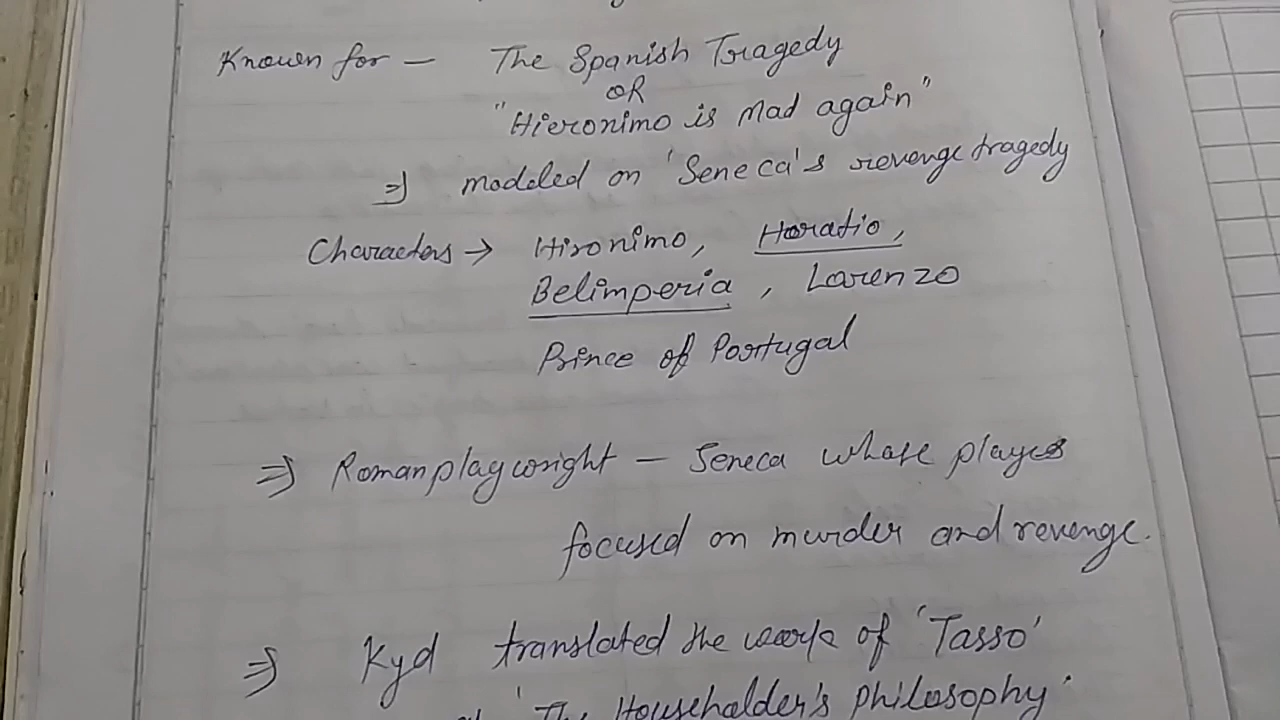 Known for — The Spanish Tragedy
OR
"Hieronimo is Mad again"
⇒ modeled on 'Seneca's revenge tragedy
Characters → Hironimo, Horatio,
Belimperia, Lorenzo
Prince of Portugal
⇒ Roman playwright — Seneca whose playes
focused on murder and revenge.
⇒ Kyd translated the work of 'Tasso'
'The Householder's Philosophy'